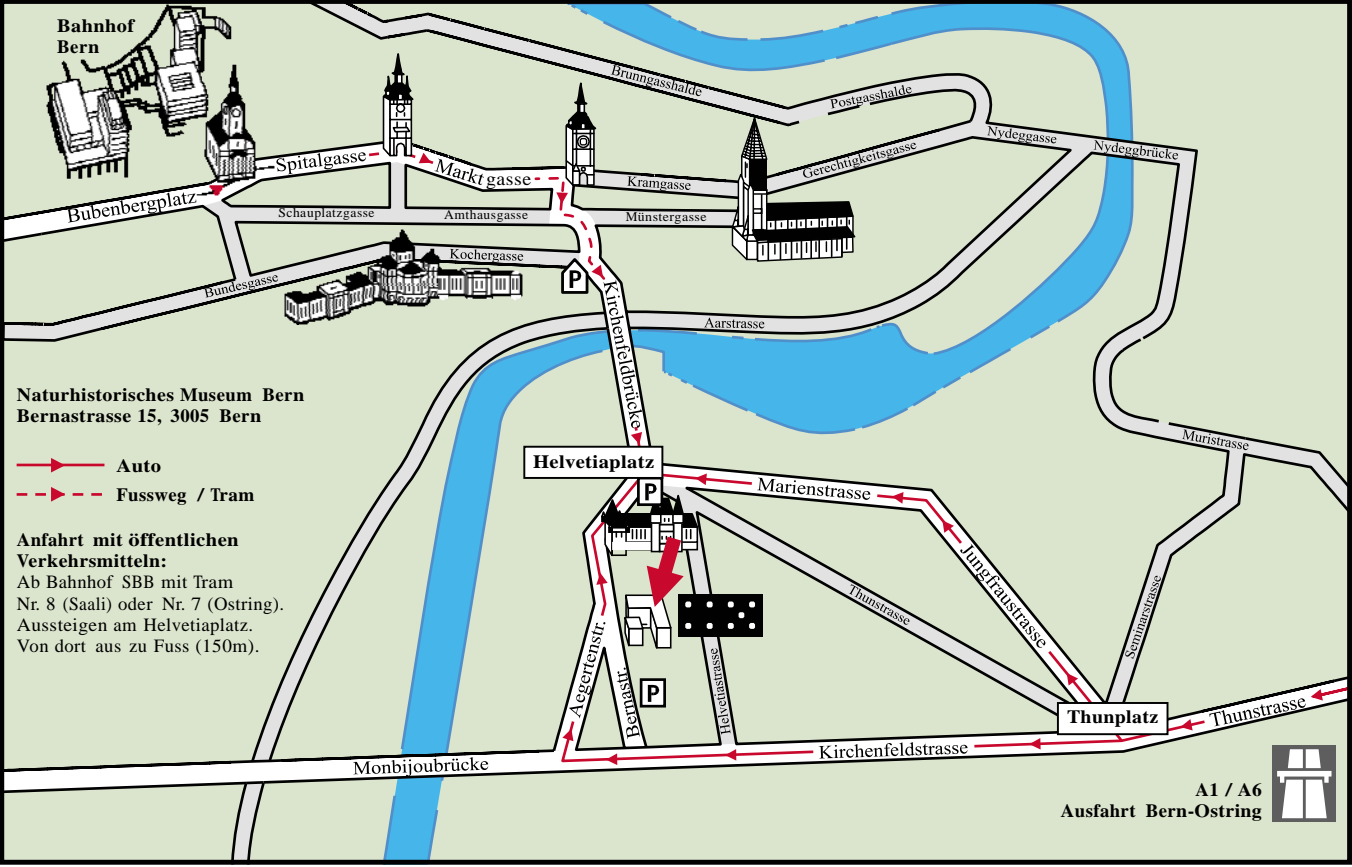 Bahnhof
Bern
Brunngasshalde
Postgasshalde
Nydeggasse
Nydeggbrücke
Spitalgasse
Marktgasse
Kramgasse
Gerechtigkeitsgasse
Bubenbergplatz
Schauplatzgasse
Amthausgasse
Münstergasse
Kochergasse
Bundesgasse
P
Kirchenfeldbrücke
Aarstrasse
Naturhistorisches Museum Bern
Bernastrasse 15, 3005 Bern
Auto
Fussweg / Tram
Anfahrt mit öffentlichen
Verkehrsmitteln:
Ab Bahnhof SBB mit Tram
Nr. 8 (Saali) oder Nr. 7 (Ostring).
Aussteigen am Helvetiaplatz.
Von dort aus zu Fuss (150m).
Helvetiaplatz
P
Marienstrasse
Muristrasse
Jungfraustrasse
Thunstrasse
Seminarstrasse
Aegertenstr.
Bernastr.
P
Helvetiastrasse
Thunplatz
Thunstrasse
Kirchenfeldstrasse
Monbijoubrücke
A1 / A6
Ausfahrt Bern-Ostring